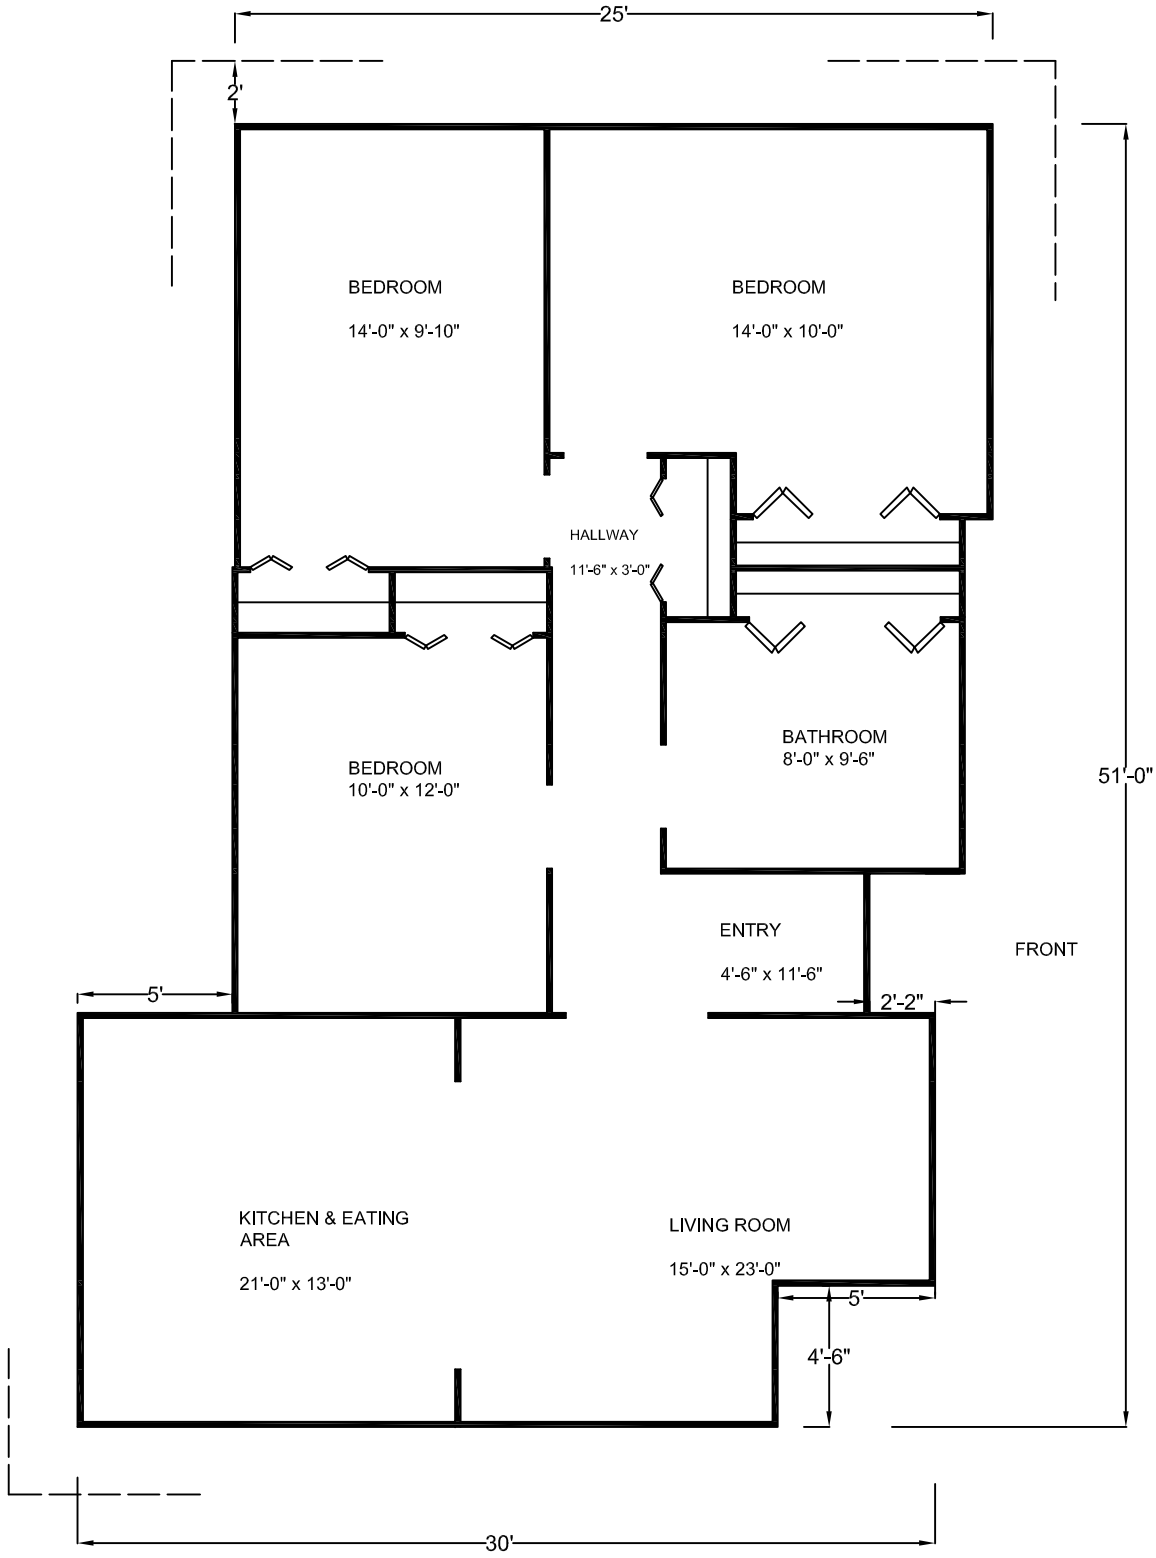 25'
2'
BEDROOM
14'-0" x 9'-10"
BEDROOM
14'-0" x 10'-0"
HALLWAY
11'-6" x 3'-0"
BATHROOM
8'-0" x 9'-6"
BEDROOM
10'-0" x 12'-0"
51'-0"
ENTRY
4'-6" x 11'-6"
FRONT
5'
2'-2"
KITCHEN & EATING
AREA
21'-0" x 13'-0"
LIVING ROOM
15'-0" x 23'-0"
5'
4'-6"
30'